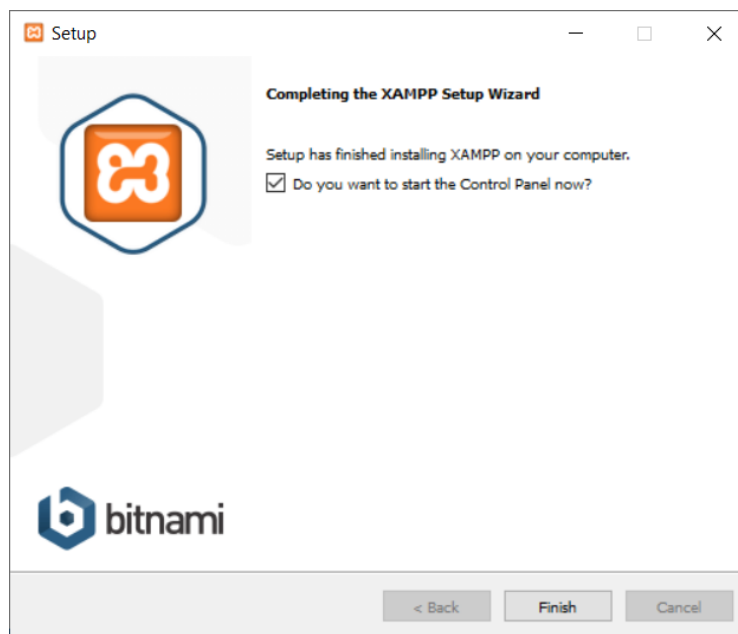 Setup
Completing the XAMPP Setup Wizard
Setup has finished installing XAMPP on your computer.
Do you want to start the Control Panel now?
bitnami
< Back
Finish
Cancel